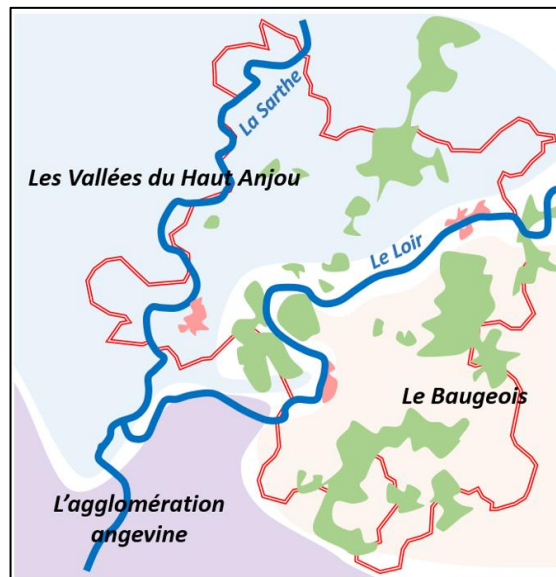 La Sarthe
Les Vallées du Haut Anjou
Le Loir
Le Baugeois
L'agglomération
angevine